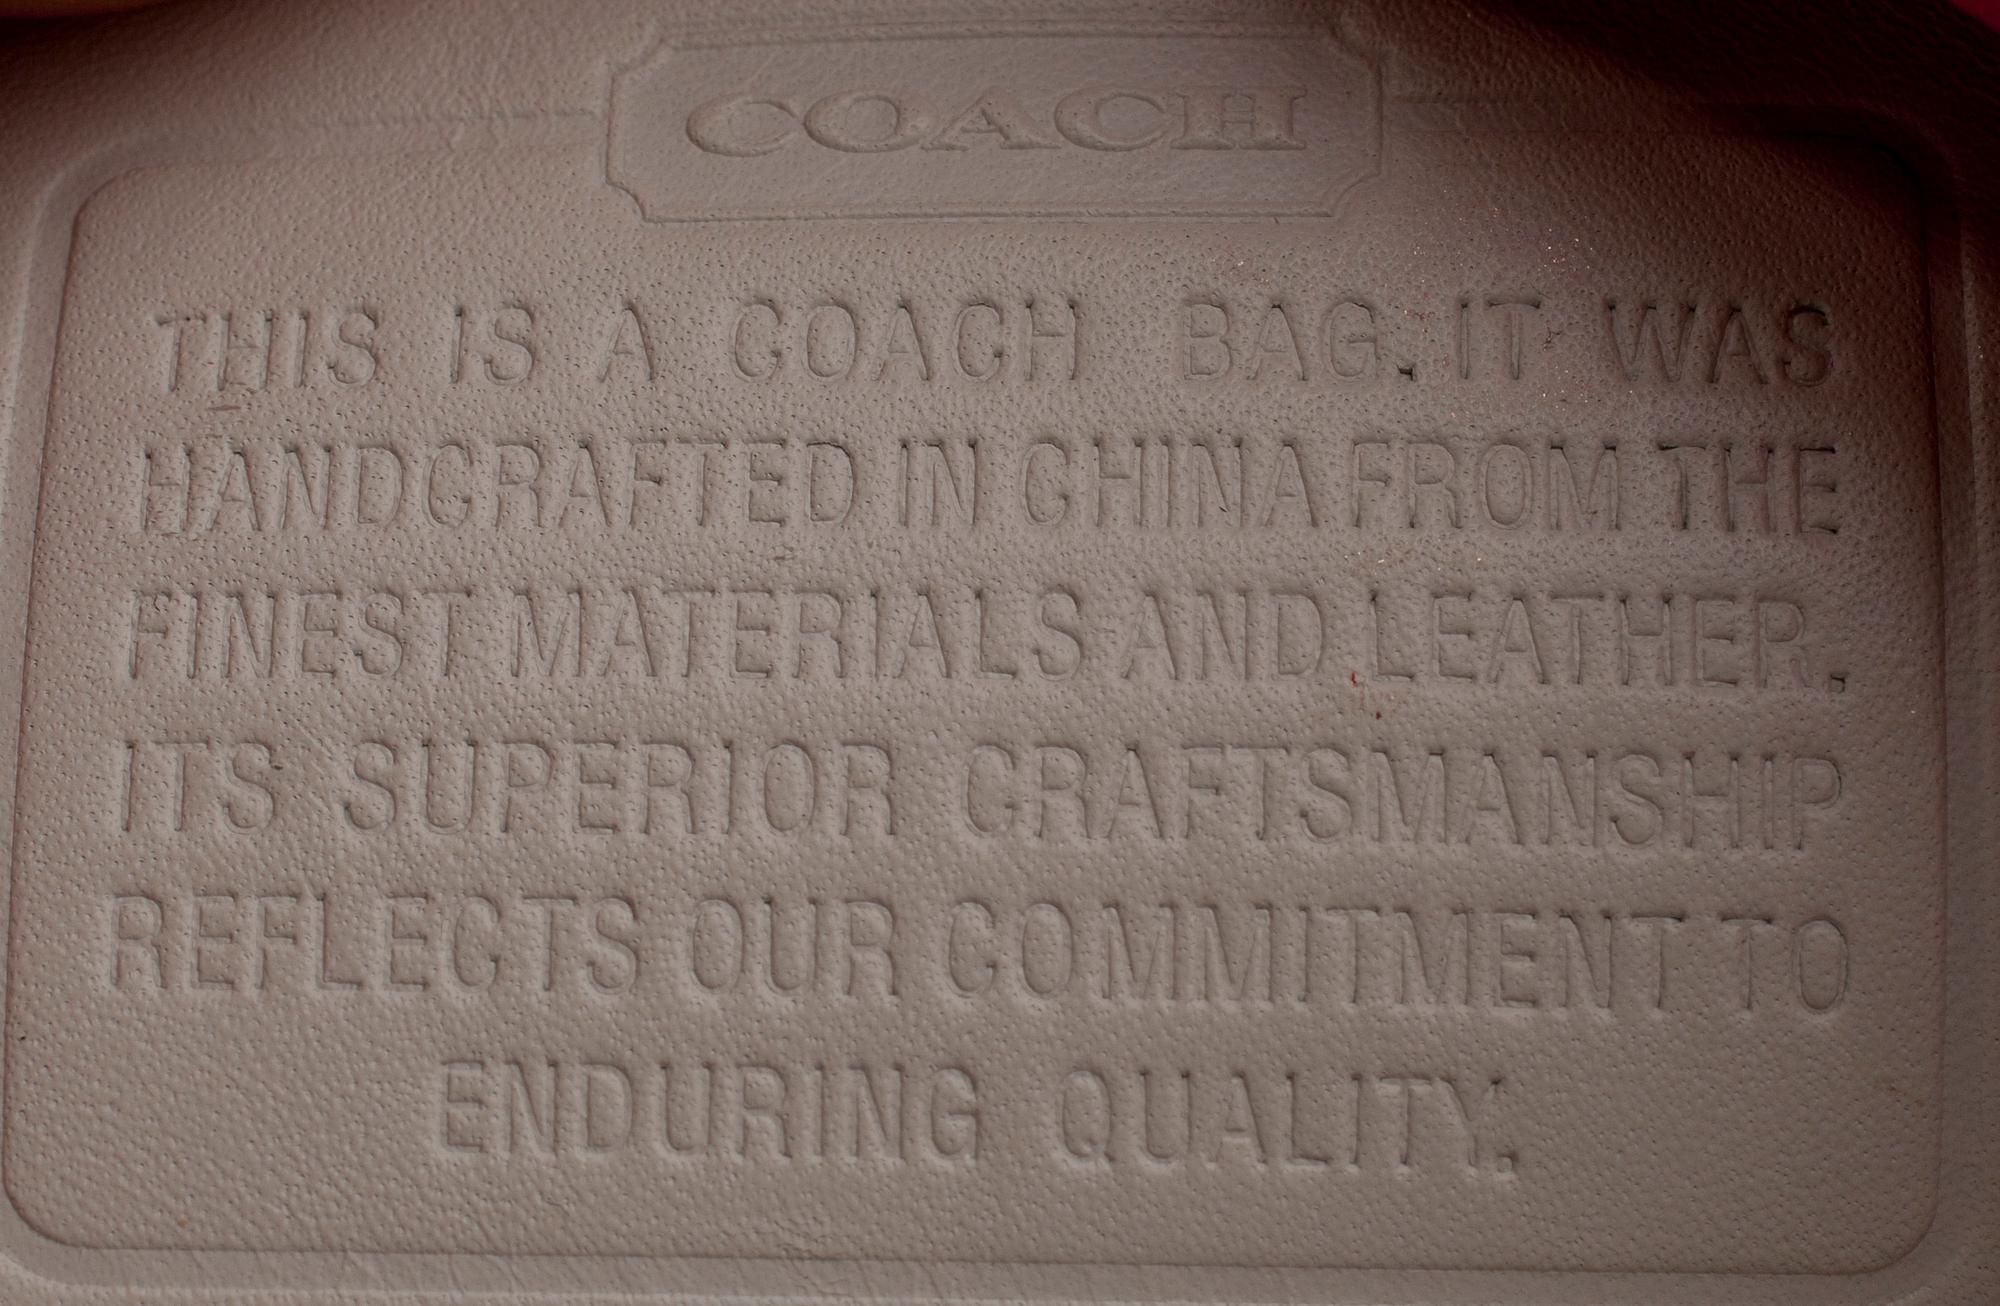 COACH
THIS IS A COACH BAG. IT WAS
HANDCRAFTED IN CHINA FROM THE
FINEST MATERIALS AND LEATHER.
ITS SUPERIOR CRAFTSMANSHIP
REFLECTS OUR COMMITMENT TO
ENDURING QUALITY.